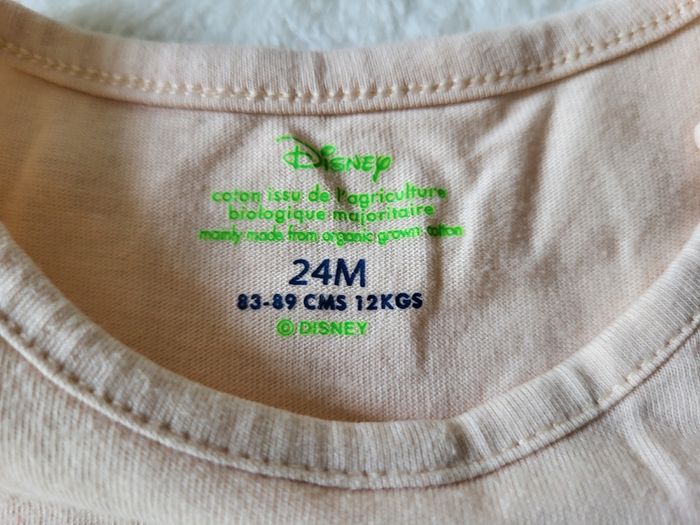 Disney
coton issu de l'agriculture
biologique majoritaire
mainly made from organic grown cotton
24M
83-89 CMS 12KGS
© DISNEY